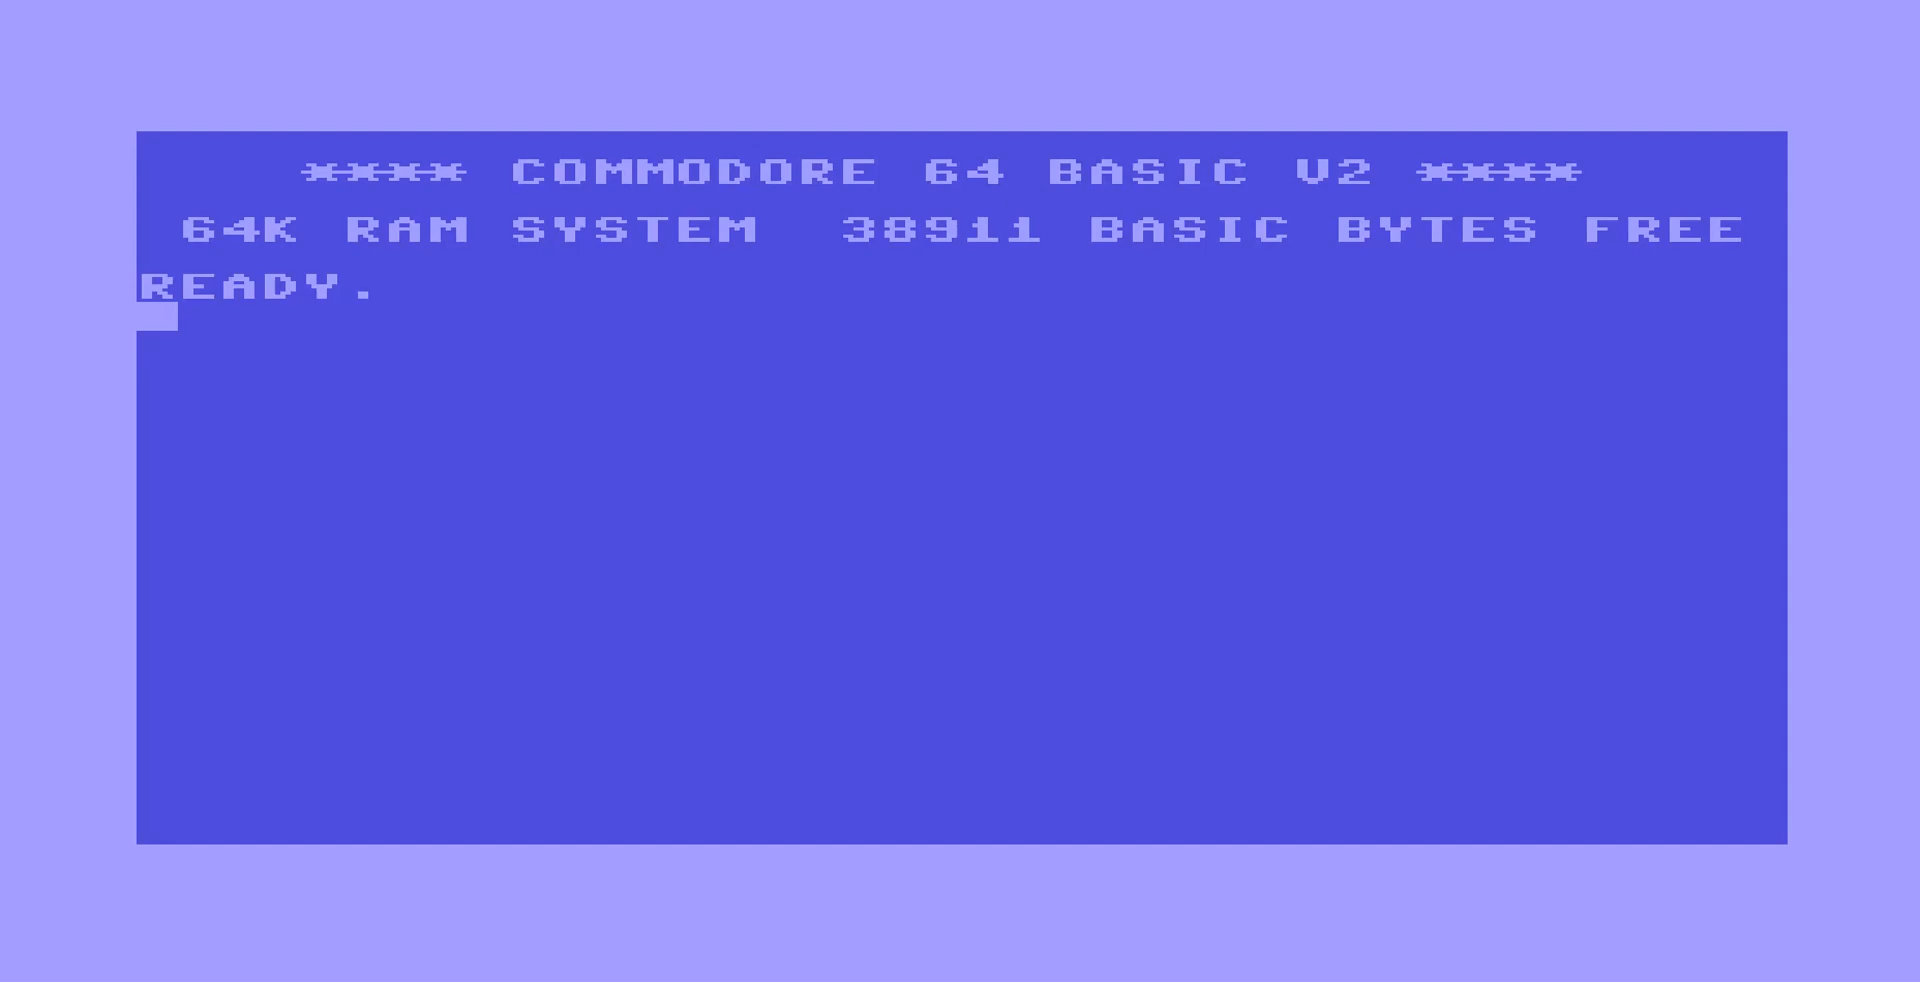 **** COMMODORE 64 BASIC V2 ****
64K RAM SYSTEM  38911 BASIC BYTES FREE
READY.